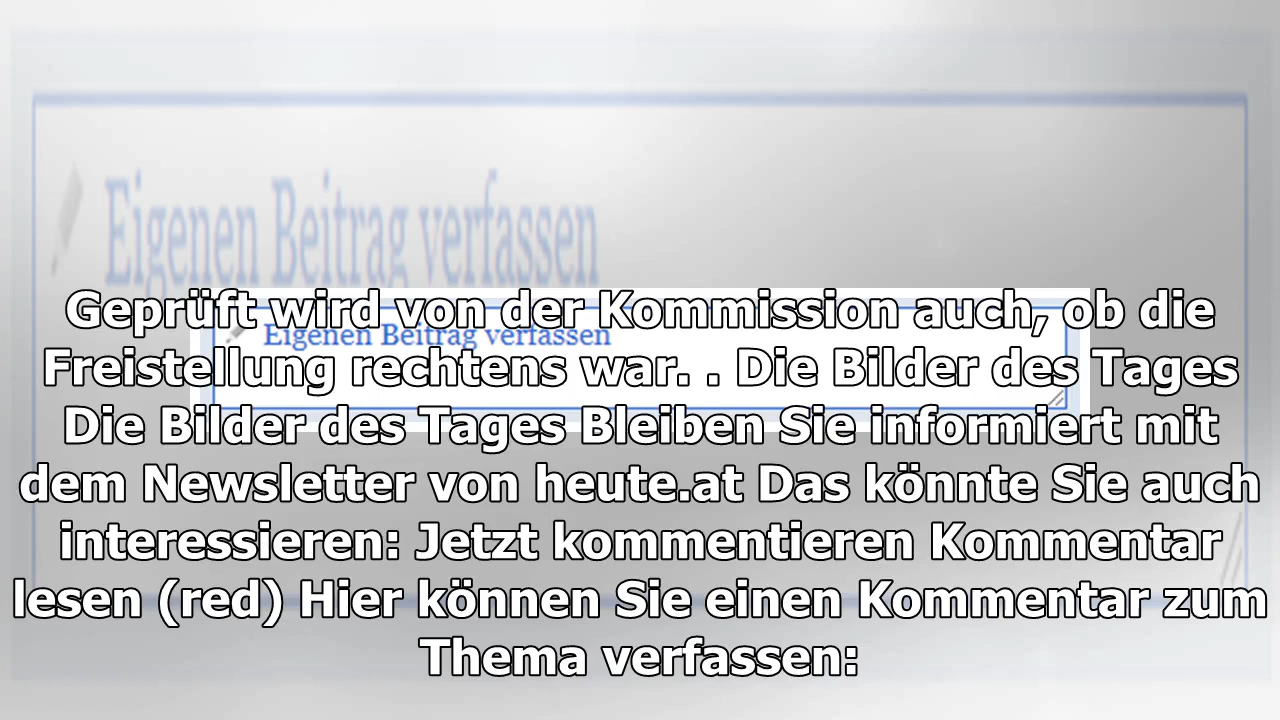 Eigenen Beitrag verfassen
Geprüft wird von der Kommission auch, ob die
Eigenen Beitrag verfassen
Freistellung rechtens war. . Die Bilder des Tages
Die Bilder des Tages Bleiben Sie informiert mit
dem Newsletter von heute.at Das könnte Sie auch
interessieren: Jetzt kommentieren Kommentar
lesen (red) Hier können Sie einen Kommentar zum
Thema verfassen: